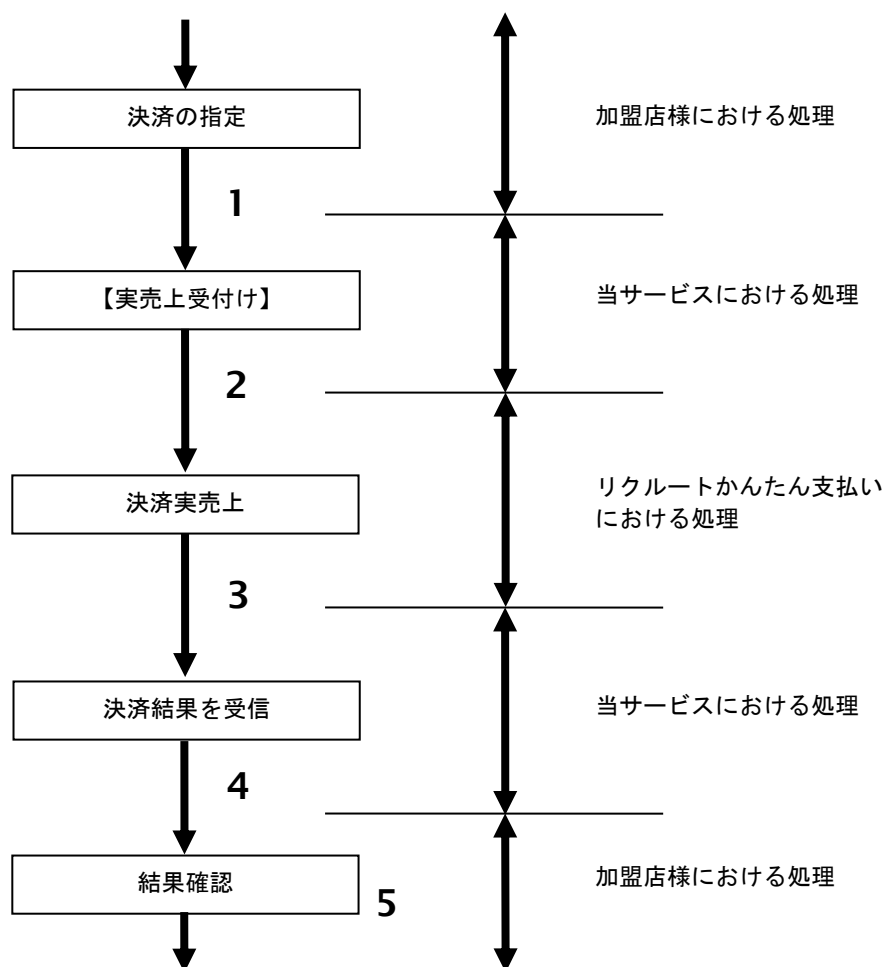 決済の指定
加盟店様における処理
1
【実売上受付け】
当サービスにおける処理
2
決済実売上
リクルートかんたん支払い
における処理
3
決済結果を受信
当サービスにおける処理
4
結果確認
加盟店様における処理
5